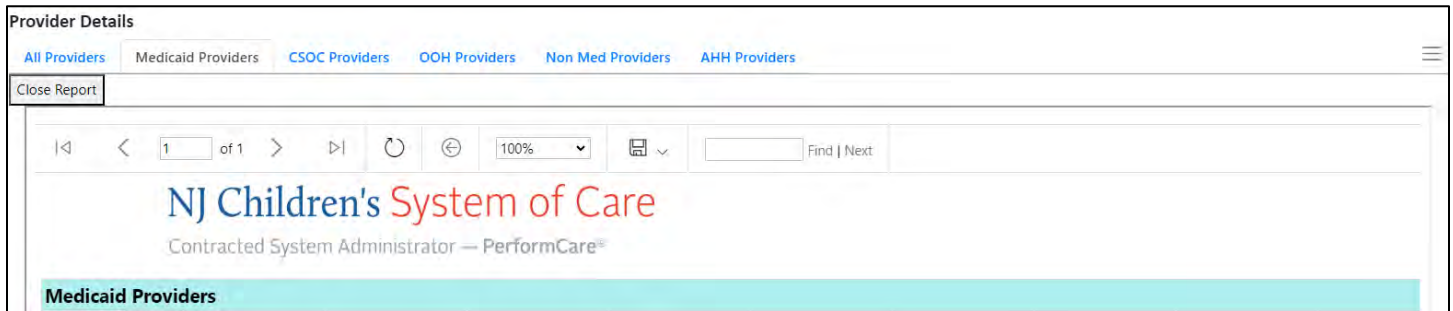 Provider Details
All Providers Medicaid Providers CSOC Providers OOH Providers Non Med Providers AHH Providers
Close Report
1 of 1 100% Find | Next
NJ Children's System of Care
Contracted System Administrator — PerformCare®
Medicaid Providers